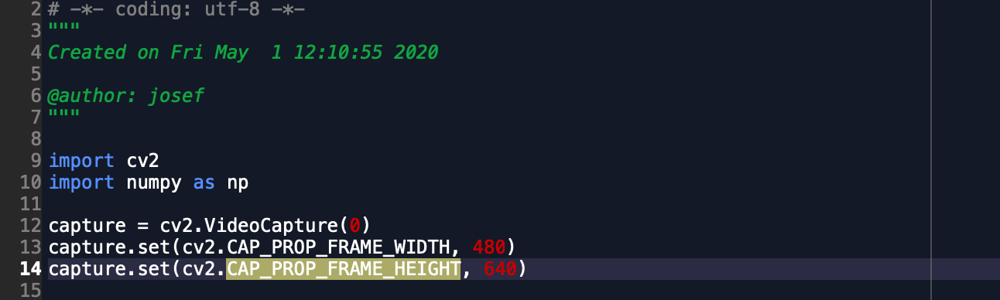 2 # -*- coding: utf-8 -*-
3 """
4 Created on Fri May  1 12:10:55 2020
5
6 @author: josef
7 """
8
9 import cv2
10 import numpy as np
11
12 capture = cv2.VideoCapture(0)
13 capture.set(cv2.CAP_PROP_FRAME_WIDTH, 480)
14 capture.set(cv2.CAP_PROP_FRAME_HEIGHT, 640)
15